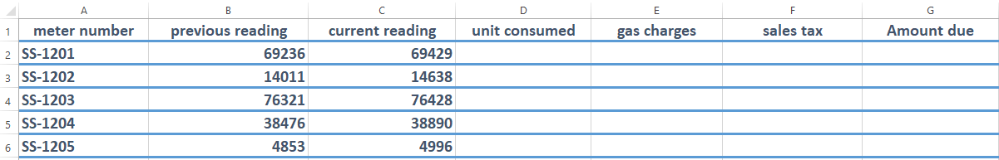 A B C D E F G
1 meter number previous reading current reading unit consumed gas charges sales tax Amount due
2 SS-1201 69236 69429
3 SS-1202 14011 14638
4 SS-1203 76321 76428
5 SS-1204 38476 38890
6 SS-1205 4853 4996